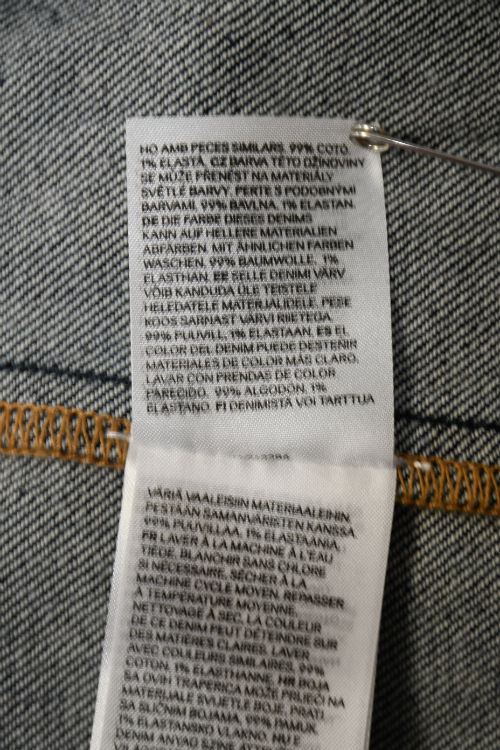 HO AMB PECES SIMILARS. 99% COTÓ,
1% ELASTÀ. CZ BARVA TÉTO DŽÍNOVINY
SE MŮŽE PŘENÉST NA MATERIÁLY
SVĚTLÉ BARVY. PERTE S PODOBNÝMI
BARVAMI. 99% BAVLNA, 1% ELASTAN.
DE DIE FARBE DIESES DENIMS
KANN AUF HELLERE MATERIALIEN
ABFÄRBEN. MIT ÄHNLICHEN FARBEN
WASCHEN. 99% BAUMWOLLE, 1%
ELASTHAN. EE SELLE DENIMI VÄRV
VÕIB KANDUDA ÜLE TEISTELE
HELEDATELE MATERJALIDELE. PESE
KOOS SARNAST VÄRVI RIIETEGA.
99% PUUVILL, 1% ELASTAAN. ES EL
COLOR DEL DENIM PUEDE DESTEÑIR
MATERIALES DE COLOR MÁS CLARO.
LAVAR CON PRENDAS DE COLOR
PARECIDO. 99% ALGODÓN, 1%
ELASTANO. FI DENIMISTÄ VOI TARTTUA
VÄRIÄ VAALEISIIN MATERIAALEIHIN.
PESTÄÄN SAMANVÄRISTEN KANSSA.
99% PUUVILLAA, 1% ELASTAANIA.
FR LAVER À LA MACHINE À L'EAU
TIÈDE. BLANCHIR SANS CHLORE
SI NÉCESSAIRE. SÉCHER À LA
MACHINE CYCLE MOYEN. REPASSER
À TEMPÉRATURE MOYENNE.
NETTOYAGE À SEC. LA COULEUR
DE CE DENIM PEUT DÉTEINDRE SUR
DES MATIÈRES CLAIRES. LAVER
AVEC COULEURS SIMILAIRES. 99%
COTON, 1% ELASTHANNE. HR BOJA
SA OVIH TRAPERICA MOŽE PRIJEĆI NA
MATERIJALE SVIJETLE BOJE. PRATI
SA SLIČNIM BOJAMA. 99% PAMUK,
1% ELASTANSKO VLAKNO. HU E
DENIM ANYAG SZÍNE